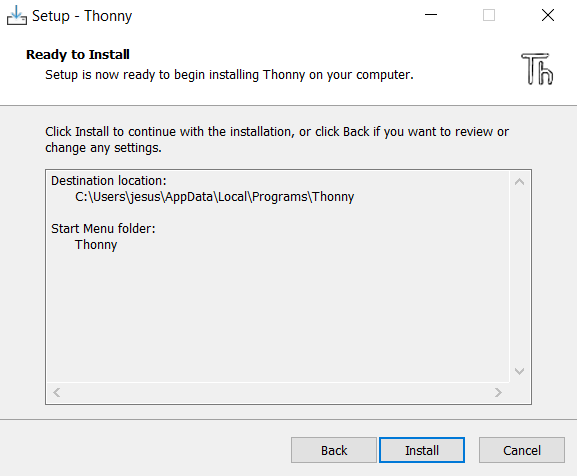 Setup - Thonny
Ready to Install
Setup is now ready to begin installing Thonny on your computer.
Th
Click Install to continue with the installation, or click Back if you want to review or
change any settings.
Destination location:
C:\Users\jesus\AppData\Local\Programs\Thonny
Start Menu folder:
Thonny
Back
Install
Cancel